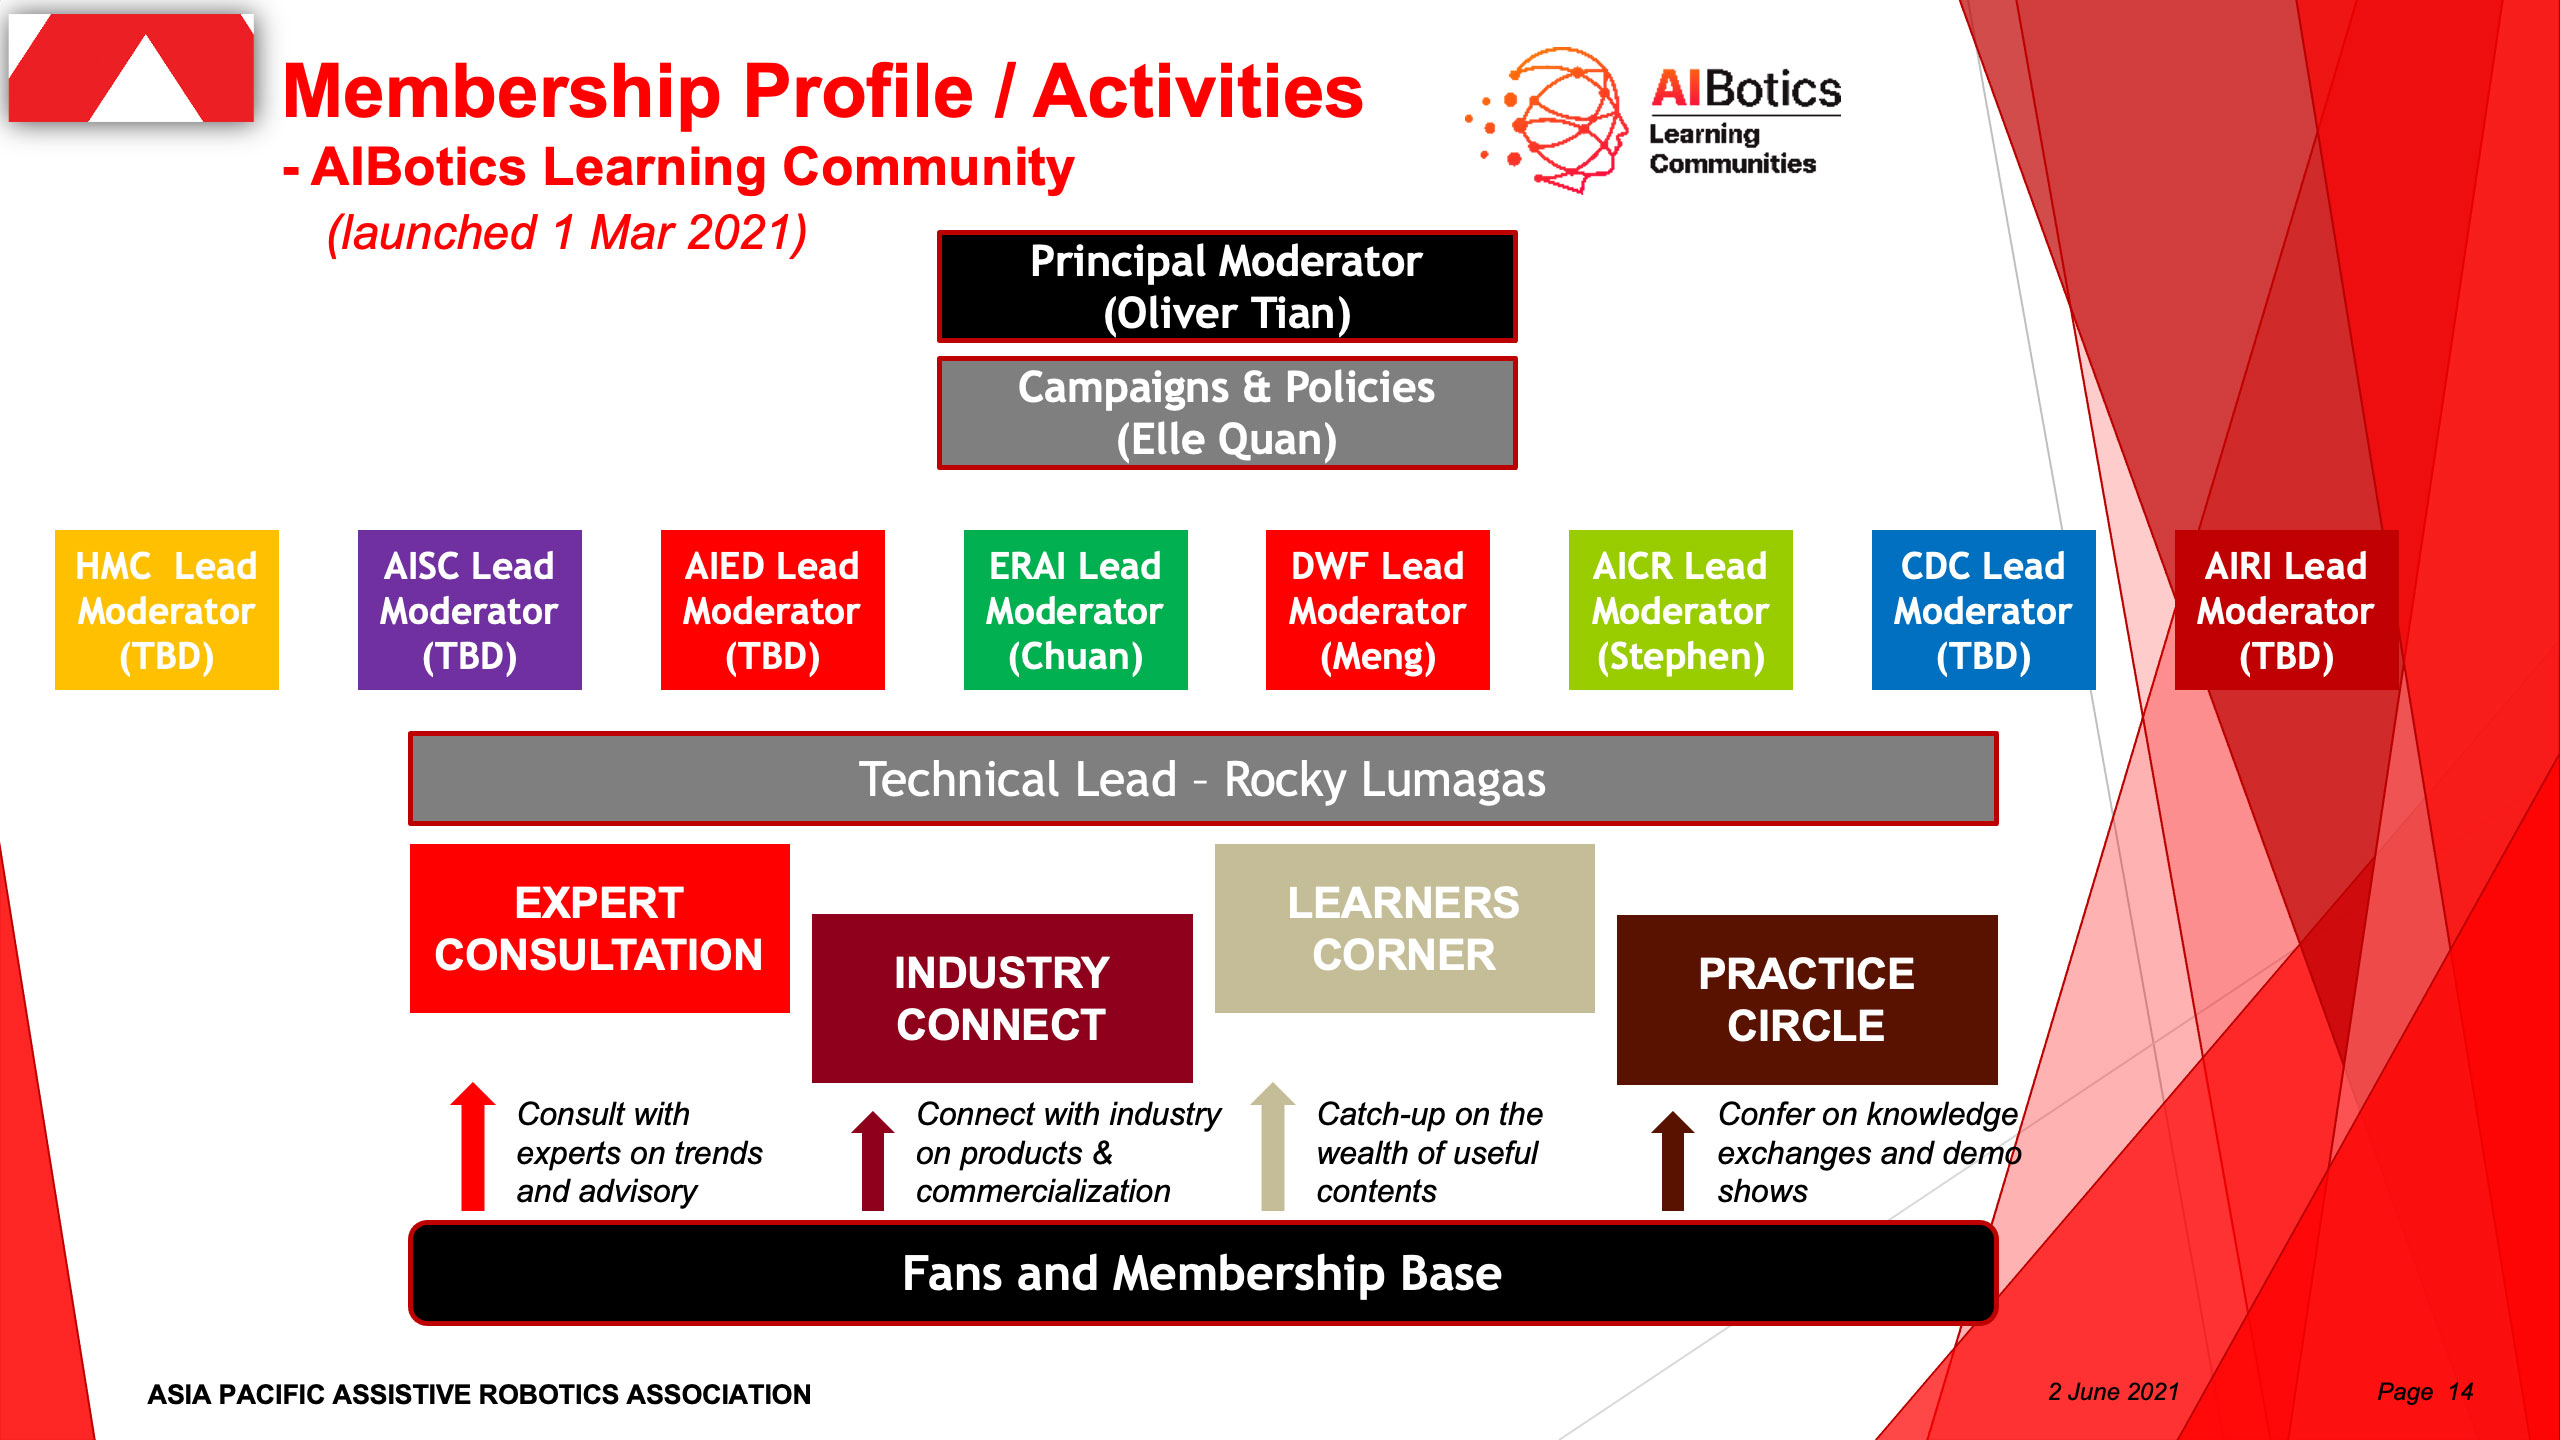 Membership Profile / Activities
- AIBotics Learning Community
(launched 1 Mar 2021)
AIBotics
Learning
Communities
Principal Moderator
(Oliver Tian)
Campaigns & Policies
(Elle Quan)
HMC  Lead
Moderator
(TBD)
AISC Lead
Moderator
(TBD)
AIED Lead
Moderator
(TBD)
ERAI Lead
Moderator
(Chuan)
DWF Lead
Moderator
(Meng)
AICR Lead
Moderator
(Stephen)
CDC Lead
Moderator
(TBD)
AIRI Lead
Moderator
(TBD)
Technical Lead – Rocky Lumagas
EXPERT
CONSULTATION
INDUSTRY
CONNECT
LEARNERS
CORNER
PRACTICE
CIRCLE
Consult with
experts on trends
and advisory
Connect with industry
on products &
commercialization
Catch-up on the
wealth of useful
contents
Confer on knowledge
exchanges and demo
shows
Fans and Membership Base
ASIA PACIFIC ASSISTIVE ROBOTICS ASSOCIATION
2 June 2021
Page  14